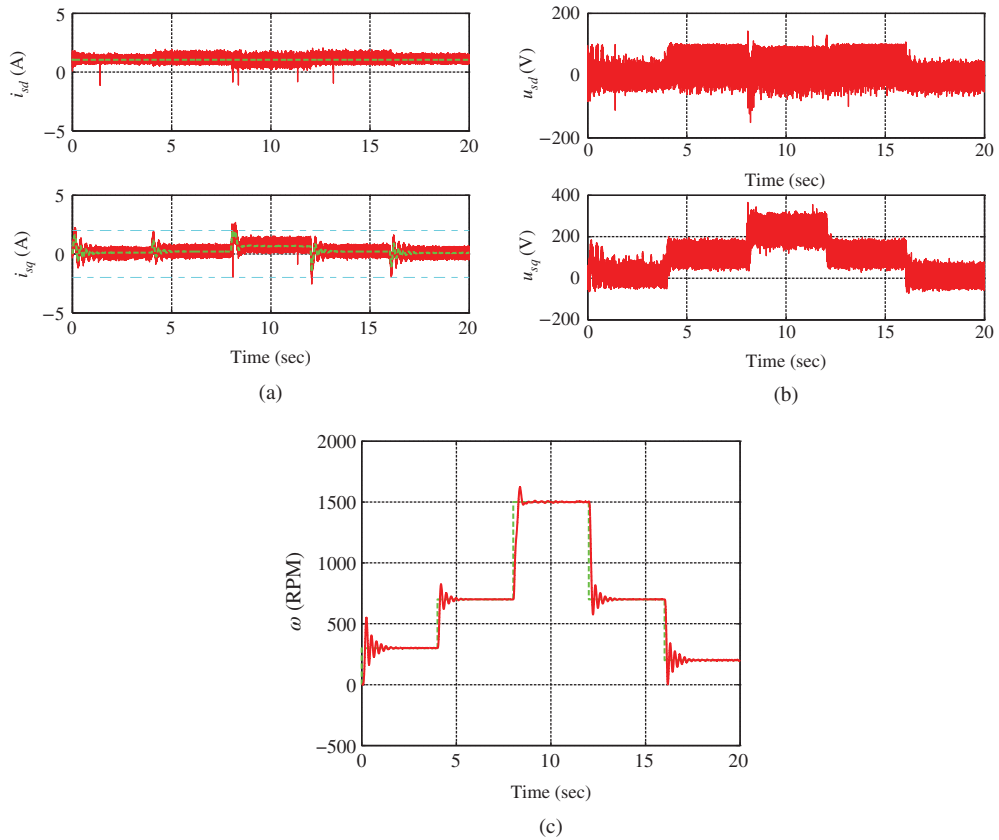 5
0
−5
i_sd (A)
0 5 10 15 20
5
0
−5
i_sq (A)
0 5 10 15 20
Time (sec)
(a)
200
0
−200
u_sd (V)
0 5 10 15 20
Time (sec)
400
200
0
−200
u_sq (V)
0 5 10 15 20
Time (sec)
(b)
2000
1500
1000
500
0
−500
ω (RPM)
0 5 10 15 20
Time (sec)
(c)